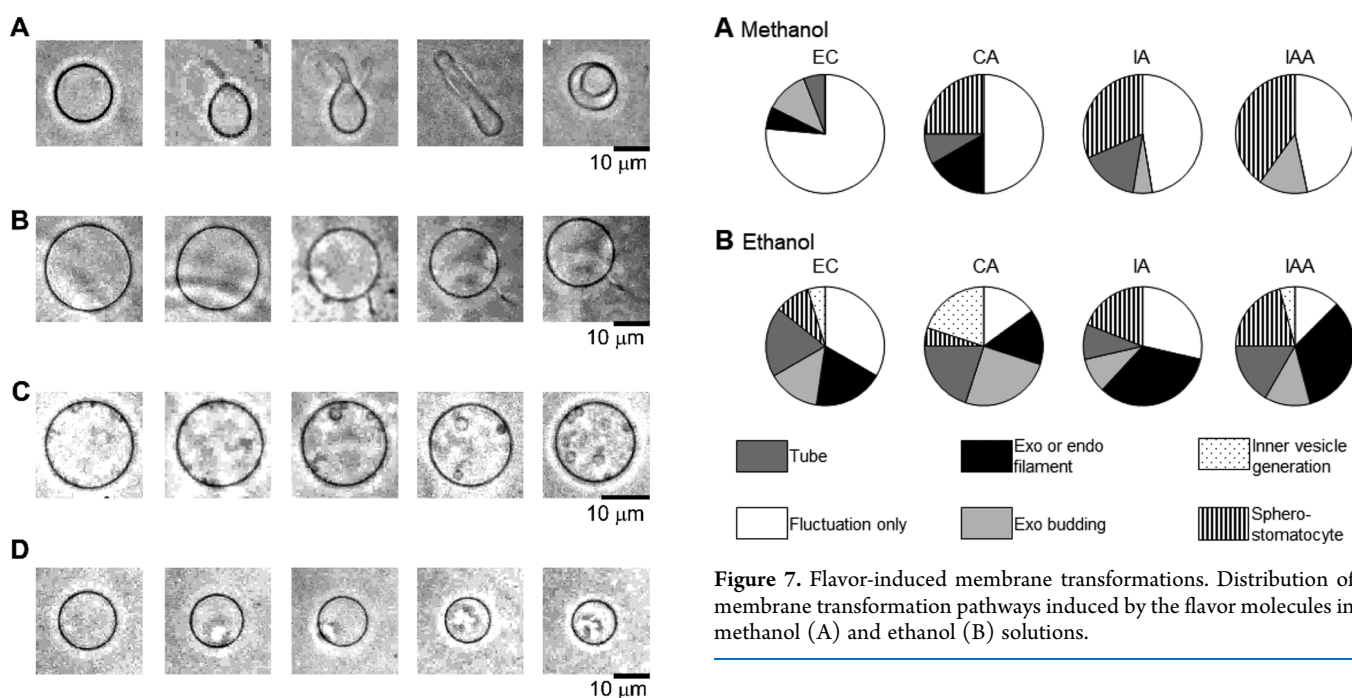 A
10 μm
B
10 μm
C
10 μm
D
10 μm
A Methanol
EC
CA
IA
IAA
B Ethanol
EC
CA
IA
IAA
Tube
Exo or endo
filament
Inner vesicle
generation
Fluctuation only
Exo budding
Sphero-
stomatocyte
Figure 7. Flavor-induced membrane transformations. Distribution of
membrane transformation pathways induced by the flavor molecules in
methanol (A) and ethanol (B) solutions.